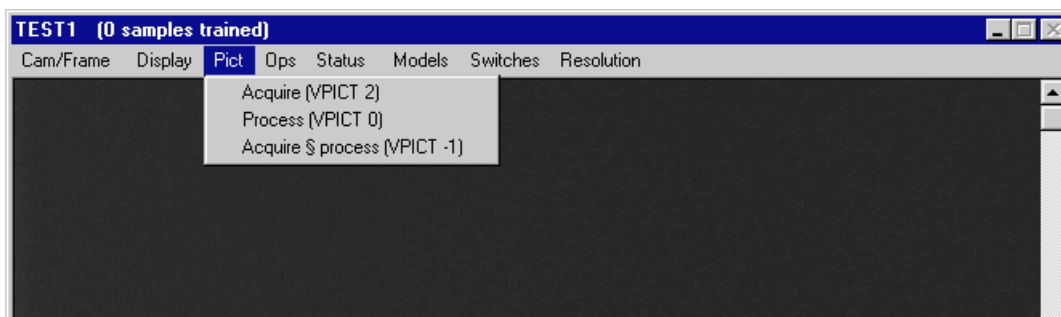 TEST1 (0 samples trained)
Cam/Frame Display Pict Ops Status Models Switches Resolution
Acquire (VPICT 2)
Process (VPICT 0)
Acquire § process (VPICT -1)